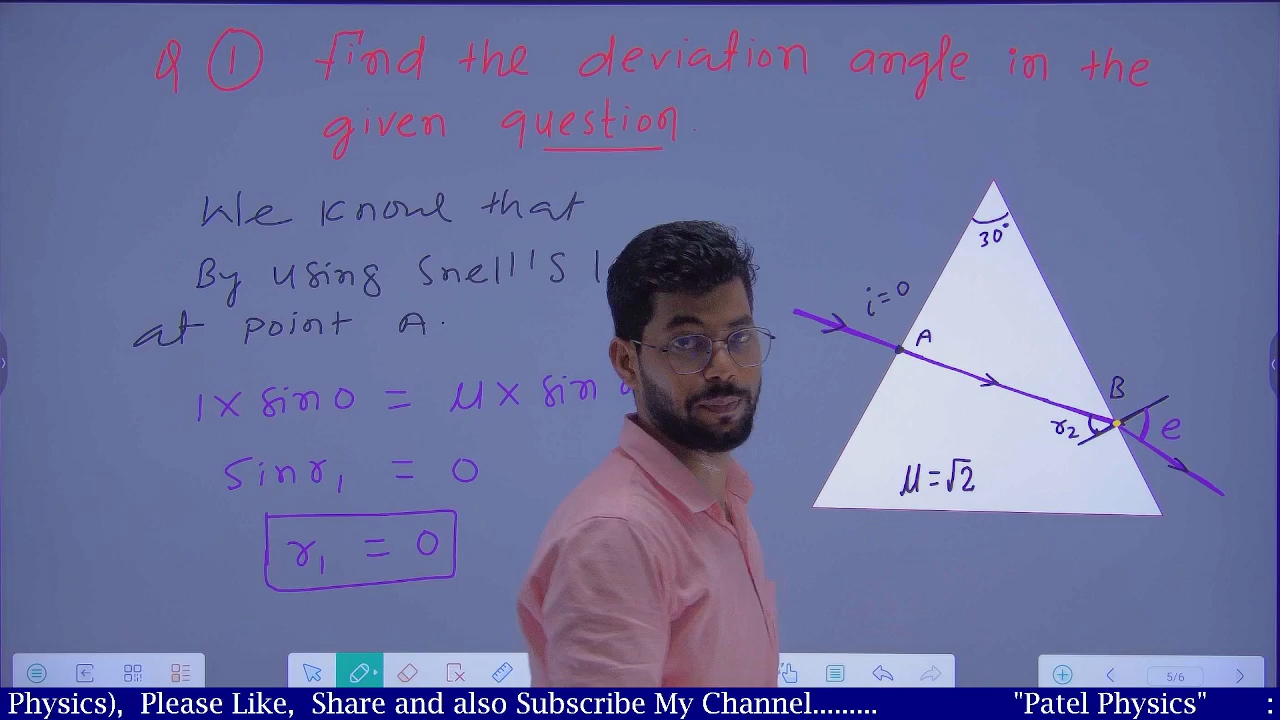 Q ① Find the deviation angle in the
given question.
We know that
By using Snell's
at point A.
1 x sin 0 = μ x sin
sin r₁ = 0
r₁ = 0
30°
i=0
A
B
r₂
e
μ=√2
5/6
Physics), Please Like, Share and also Subscribe My Channel......... "Patel Physics" :